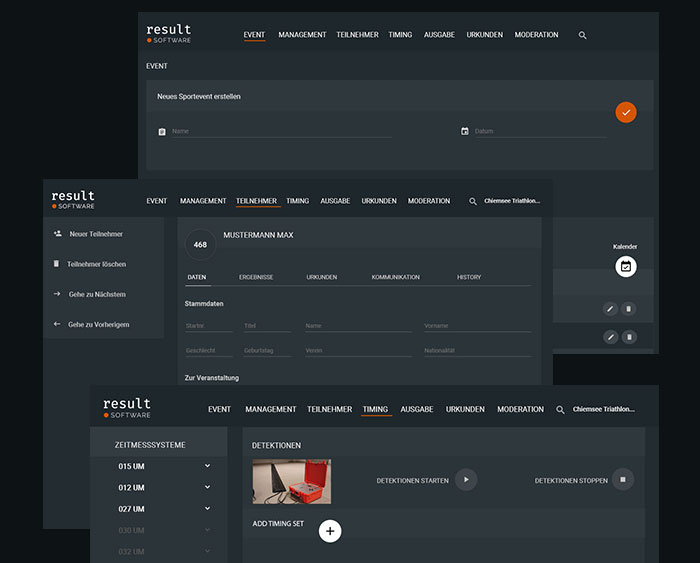 result
SOFTWARE
EVENT MANAGEMENT TEILNEHMER TIMING AUSGABE URKUNDEN MODERATION
EVENT
Neues Sportevent erstellen
Name
Datum
Kalender
result
SOFTWARE
EVENT MANAGEMENT TEILNEHMER TIMING AUSGABE URKUNDEN MODERATION Chiemsee Triathlon...
Neuer Teilnehmer
Teilnehmer löschen
Gehe zu Nächstem
Gehe zu Vorherigem
468
MUSTERMANN MAX
DATEN ERGEBNISSE URKUNDEN KOMMUNIKATION HISTORY
Stammdaten
Startnr. Titel Name Vorname
Geschlecht Geburtstag Verein Nationalität
Zur Veranstaltung
result
SOFTWARE
EVENT MANAGEMENT TEILNEHMER TIMING AUSGABE URKUNDEN MODERATION Chiemsee Triathlon...
ZEITMESSSYSTEME
015 UM
012 UM
027 UM
030 UM
032 UM
DETEKTIONEN
DETEKTIONEN STARTEN
DETEKTIONEN STOPPEN
ADD TIMING SET